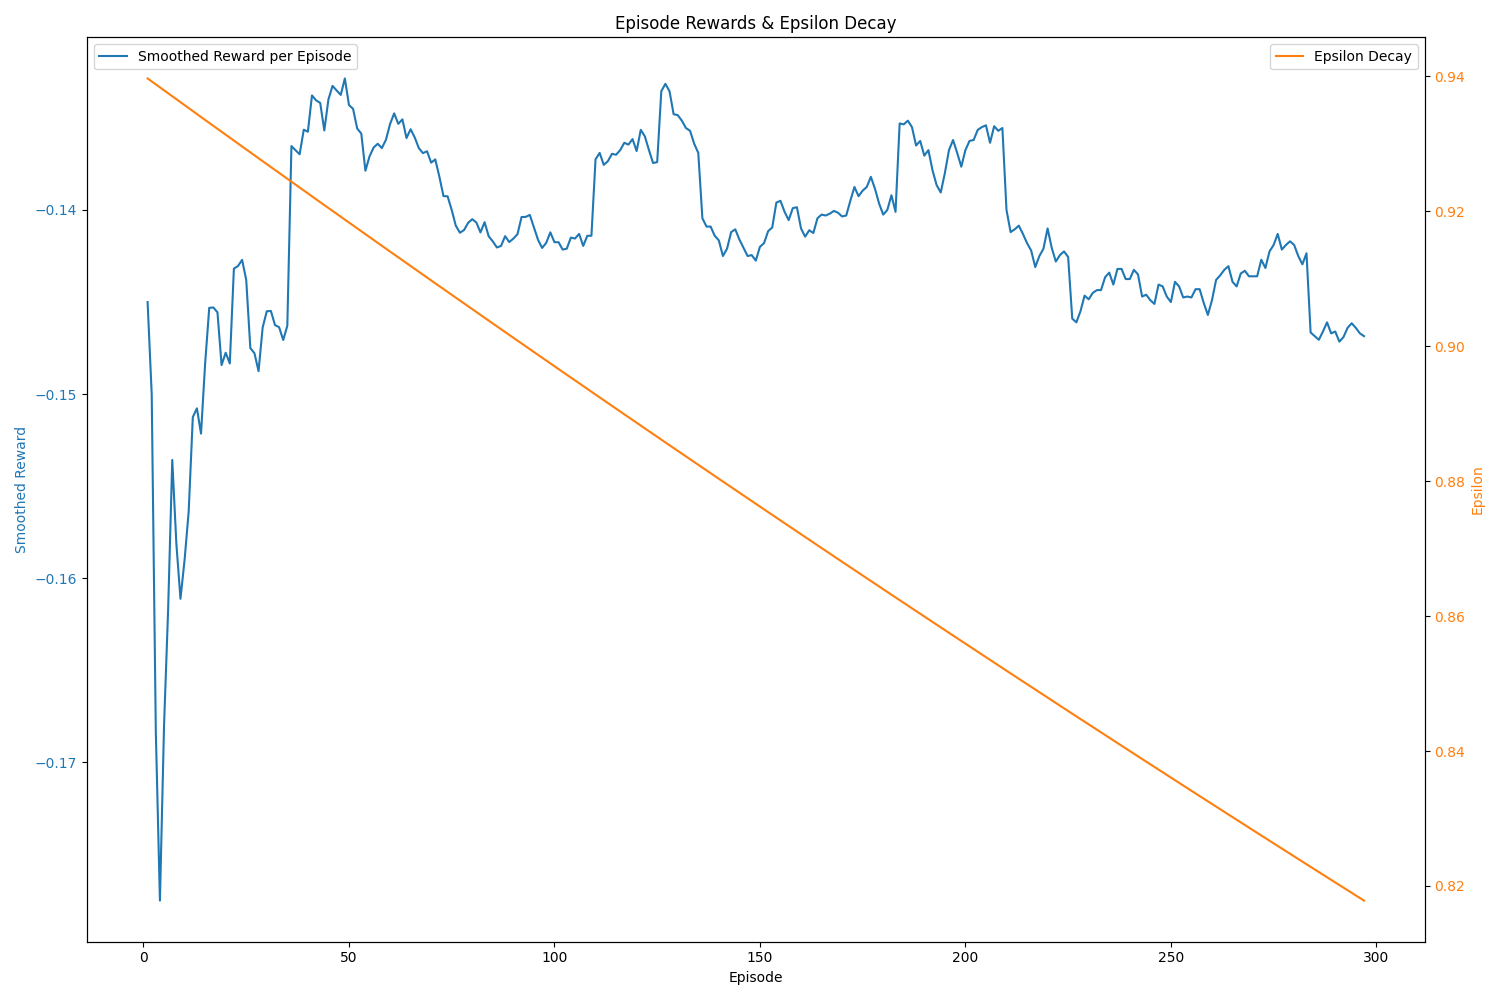 Episode Rewards & Epsilon Decay
Smoothed Reward per Episode
Epsilon Decay
Smoothed Reward
−0.14
−0.15
−0.16
−0.17
0.94
0.92
0.90
0.88
0.86
0.84
0.82
Epsilon
0 50 100 150 200 250 300
Episode